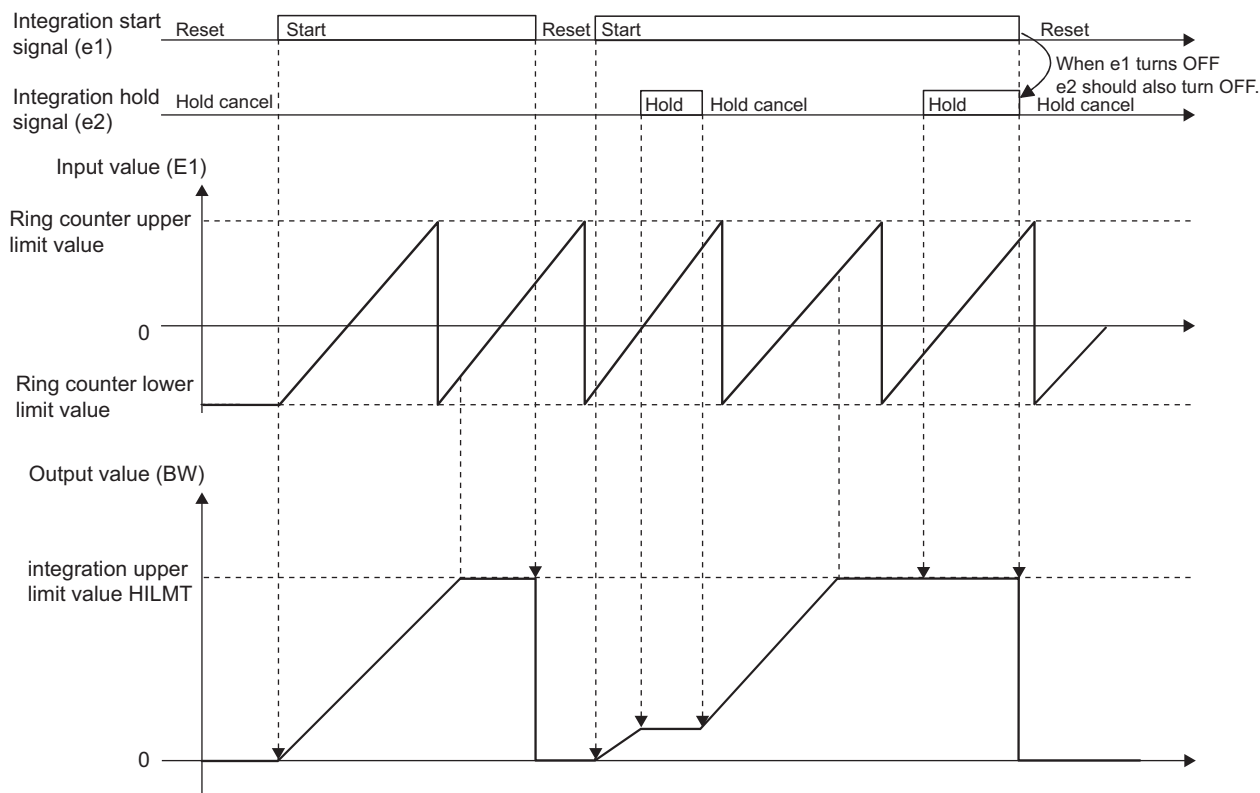 Integration start
signal (e1)
Reset
Start
Reset
Start
Reset
When e1 turns OFF
e2 should also turn OFF.
Integration hold
signal (e2)
Hold cancel
Hold
Hold cancel
Hold
Hold cancel
Input value (E1)
Ring counter upper
limit value
0
Ring counter lower
limit value
Output value (BW)
integration upper
limit value HILMT
0